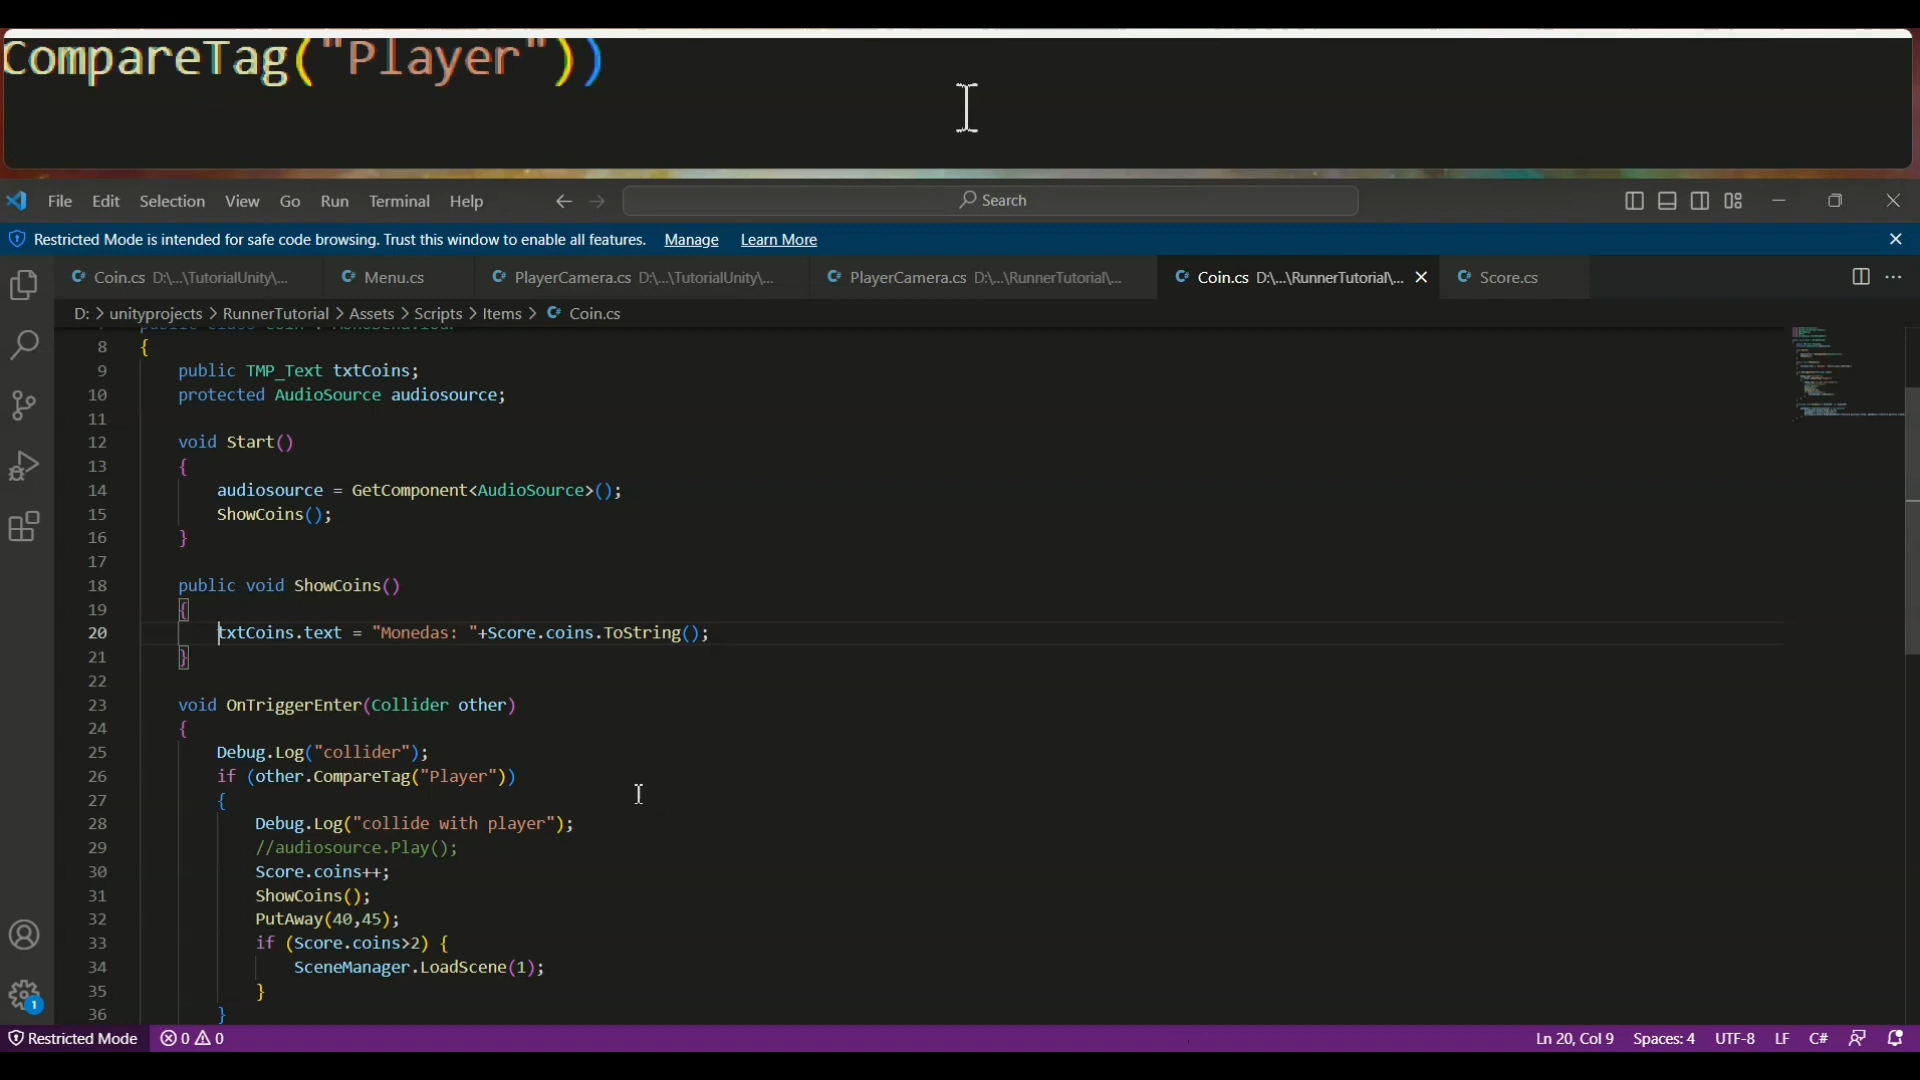 CompareTag("Player"))
File Edit Selection View Go Run Terminal Help Search
Restricted Mode is intended for safe code browsing. Trust this window to enable all features. Manage Learn More
Coin.cs D:\...\TutorialUnity\... Menu.cs PlayerCamera.cs D:\...\TutorialUnity\... PlayerCamera.cs D:\...\RunnerTutorial\... Coin.cs D:\...\RunnerTutorial\... Score.cs
D: > unityprojects > RunnerTutorial > Assets > Scripts > Items > Coin.cs
8 {
9 public TMP_Text txtCoins;
10 protected AudioSource audiosource;
11
12 void Start()
13 {
14 audiosource = GetComponent<AudioSource>();
15 ShowCoins();
16 }
17
18 public void ShowCoins()
19 {
20 txtCoins.text = "Monedas: "+Score.coins.ToString();
21 }
22
23 void OnTriggerEnter(Collider other)
24 {
25 Debug.Log("collider");
26 if (other.CompareTag("Player"))
27 {
28 Debug.Log("collide with player");
29 //audiosource.Play();
30 Score.coins++;
31 ShowCoins();
32 PutAway(40,45);
33 if (Score.coins>2) {
34 SceneManager.LoadScene(1);
35 }
36 }
1
Restricted Mode 0 0 Ln 20, Col 9 Spaces: 4 UTF-8 LF C#